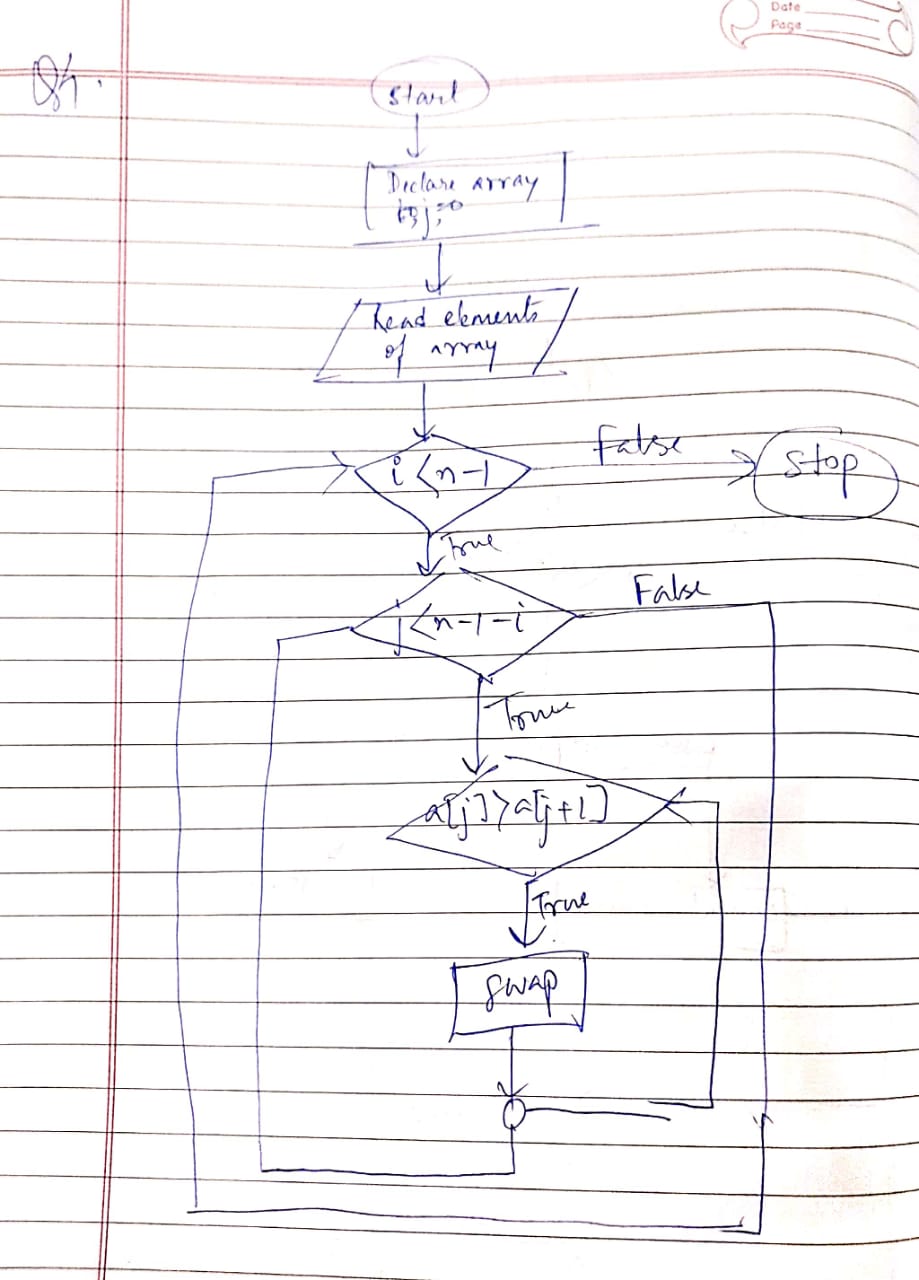 Date
Page
Q4.
Start
Declare array
j=0
Read elements
of array
i<n-1
False
Stop
True
j<n-1-i
False
True
a[j]>a[j+1]
True
Swap